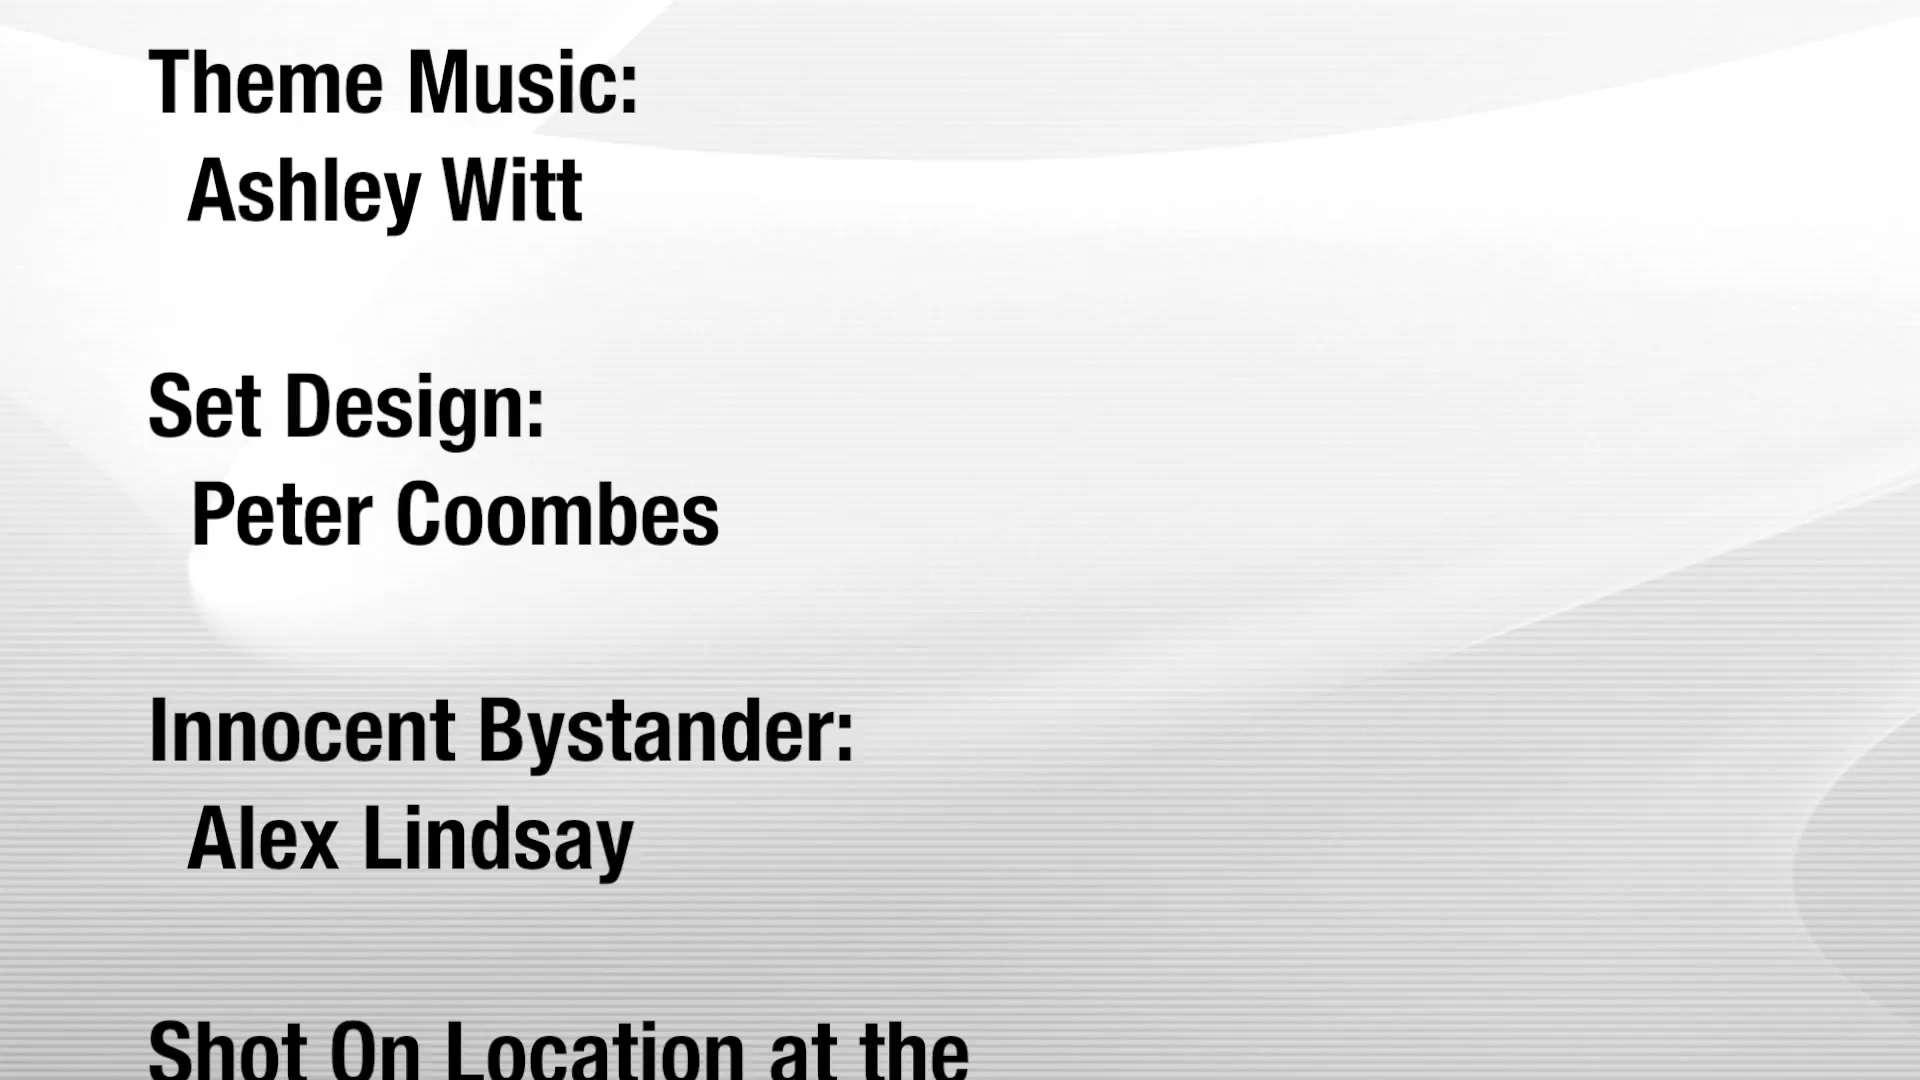 Theme Music:
Ashley Witt
Set Design:
Peter Coombes
Innocent Bystander:
Alex Lindsay
Shot On Location at the